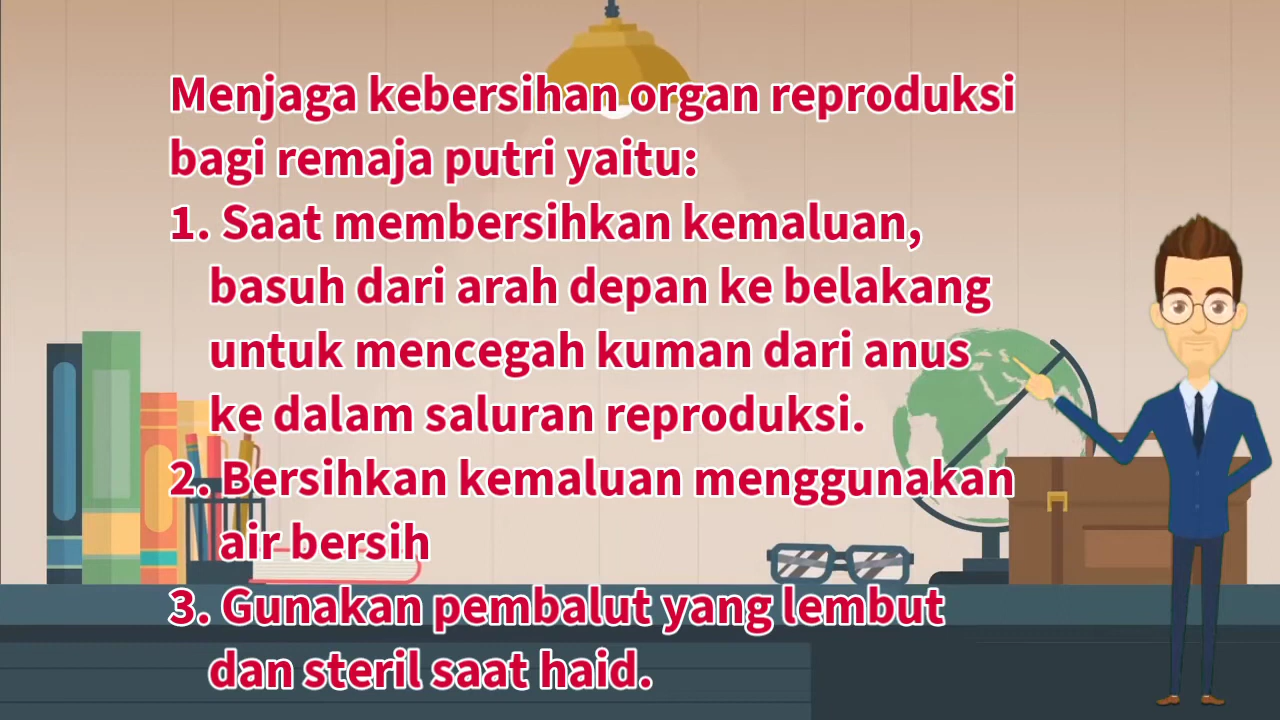 Menjaga kebersihan organ reproduksi
bagi remaja putri yaitu:
1. Saat membersihkan kemaluan,
basuh dari arah depan ke belakang
untuk mencegah kuman dari anus
ke dalam saluran reproduksi.
2. Bersihkan kemaluan menggunakan
air bersih
3. Gunakan pembalut yang lembut
dan steril saat haid.